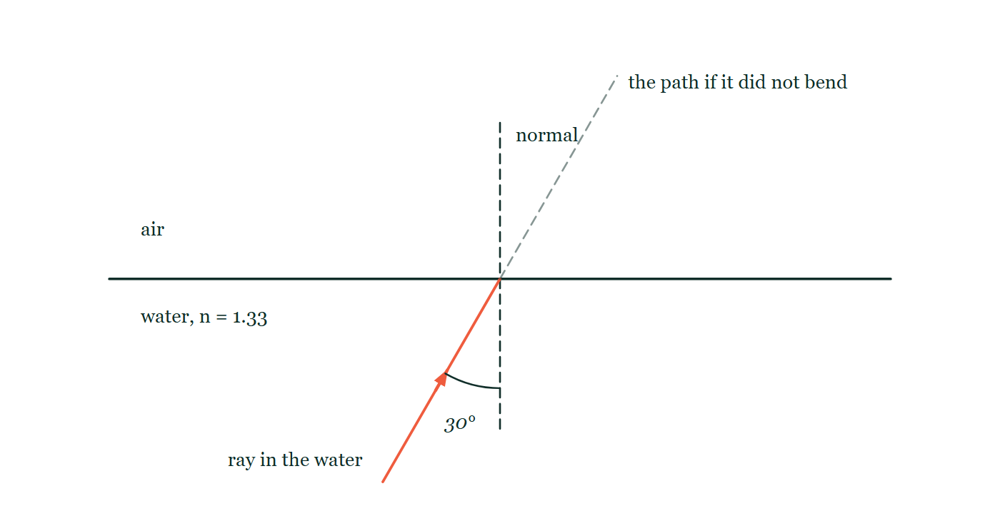 the path if it did not bend
normal
air
water, n = 1.33
30°
ray in the water